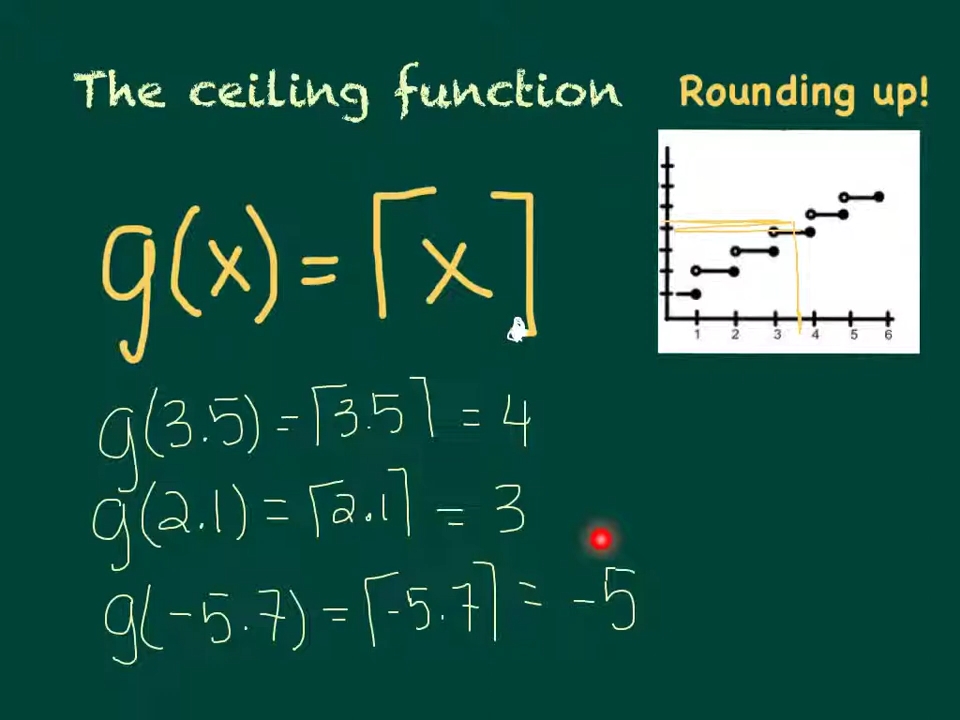 The ceiling function
Rounding up!
g(x) = ⌈x⌉
1 2 3 4 5 6
g(3.5) = ⌈3.5⌉ = 4
g(2.1) = ⌈2.1⌉ = 3
g(-5.7) = ⌈-5.7⌉ = -5